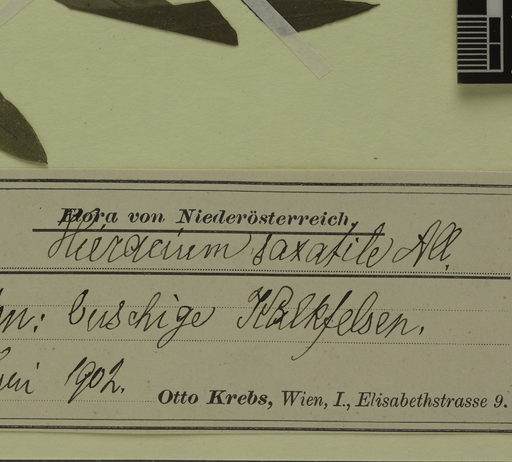 Flora von Niederösterreich.
Hieracium saxatile All.
buschige Kalkfelsen.
1902.
Otto Krebs, Wien, I., Elisabethstrasse 9.